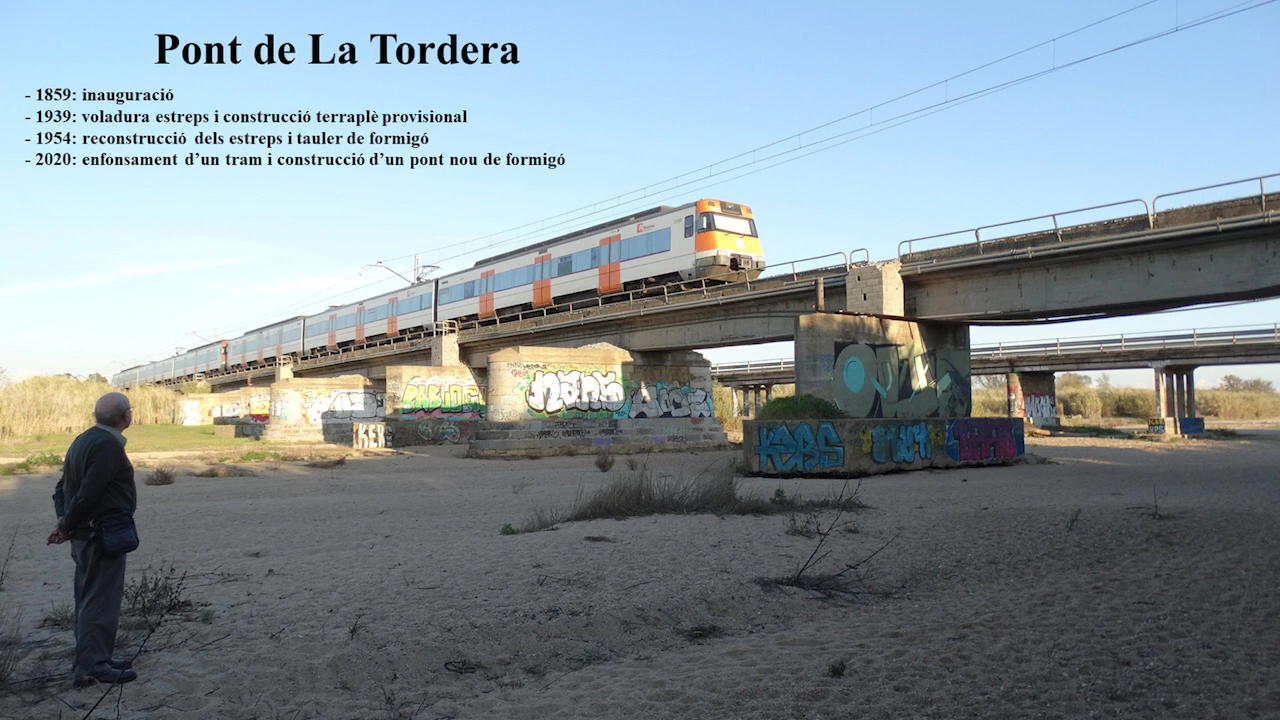 Pont de La Tordera
- 1859: inauguració
- 1939: voladura estreps i construcció terraplè provisional
- 1954: reconstrucció dels estreps i tauler de formigó
- 2020: enfonsament d'un tram i construcció d'un pont nou de formigó
KER